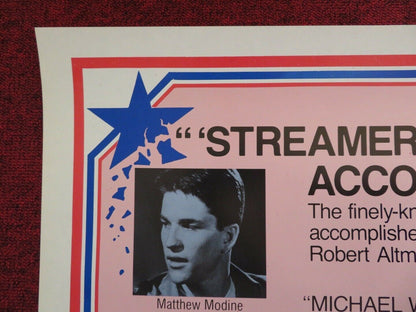 “ ‘STREAMER
ACCO
The finely-kn
accomplishe
Robert Altm
Matthew Modine
“MICHAEL W